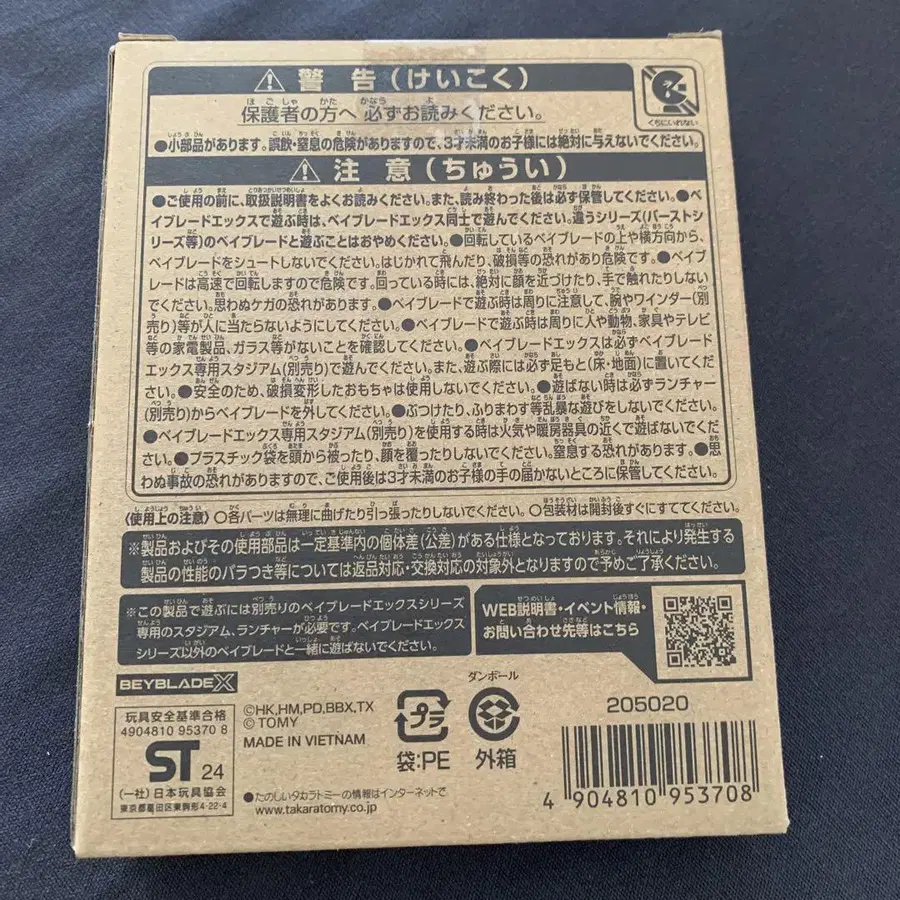 ⚠警告(けいこく)
保護者の方へ 必ずお読みください。
くちにいれない
●小部品があります。誤飲・窒息の危険がありますので、3才未満のお子様には絶対に与えないでください。
⚠注意(ちゅうい)
●ご使用の前に、取扱説明書をよくお読みください。また、読み終わった後は必ず保管してください。●ベ
イブレードエックスで遊ぶ時は、ベイブレードエックス同士で遊んでください。違うシリーズ(バーストシ
リーズ等)のベイブレードと遊ぶことはおやめください。●回転しているベイブレードの上や横方向から、
ベイブレードをシュートしないでください。はじかれて飛んだり、破損等の恐れがあり危険です。●ベイブ
レードは高速で回転しますので危険です。回っている時には、絶対に顔を近づけたり、手で触れたりしない
でください。思わぬケガの恐れがあります。●ベイブレードで遊ぶ時は周りに注意して、腕やワインダー(別
売り)等が人に当たらないようにしてください。●ベイブレードで遊ぶ時は周りに人や動物、家具やテレビ
等の家電製品、ガラス等がないことを確認してください。●ベイブレードエックスは必ずベイブレード
エックス専用スタジアム(別売り)で遊んでください。また、遊ぶ際には必ず足もと(床・地面)に置いてくだ
さい。●安全のため、破損変形したおもちゃは使用しないでください。●遊ばない時は必ずランチャー
(別売り)からベイブレードを外してください。●ぶつけたり、ふりまわす等乱暴な遊びをしないでください。
●ベイブレードエックス専用スタジアム(別売り)を使用する時は火気や暖房器具の近くで遊ばないでくだ
さい。●プラスチック袋を頭から被ったり、顔を覆ったりしないでください。窒息する恐れがあります。●思
わぬ事故の恐れがありますので、ご使用後は3才未満のお子様の手の届かないところに保管してください。
〈使用上の注意〉○各パーツは無理に曲げたり引っ張ったりしないでください。○包装材は開封後すぐにすててください。
※製品およびその使用部品は一定基準内の個体差(公差)がある仕様となっております。それにより発生する
製品の性能のバラつき等については返品対応・交換対応の対象外となりますので予めご了承ください。
※この製品で遊ぶには別売りのベイブレードエックスシリーズ
専用のスタジアム、ランチャーが必要です。ベイブレードエックス
シリーズ以外のベイブレードと一緒に遊ばないでください。
WEB説明書・イベント情報・
お問い合わせ先等はこちら
BEYBLADE X
玩具安全基準合格
4904810 95370 8
ST 24
(一社)日本玩具協会
東京都墨田区東駒形4-22-4
©HK,HM,PD,BBX,TX
© TOMY
MADE IN VIETNAM
プラ
袋:PE
ダンボール
外箱
●たのしいタカラトミーの情報はインターネットで
www.takaratomy.co.jp
205020
4 904810 953708